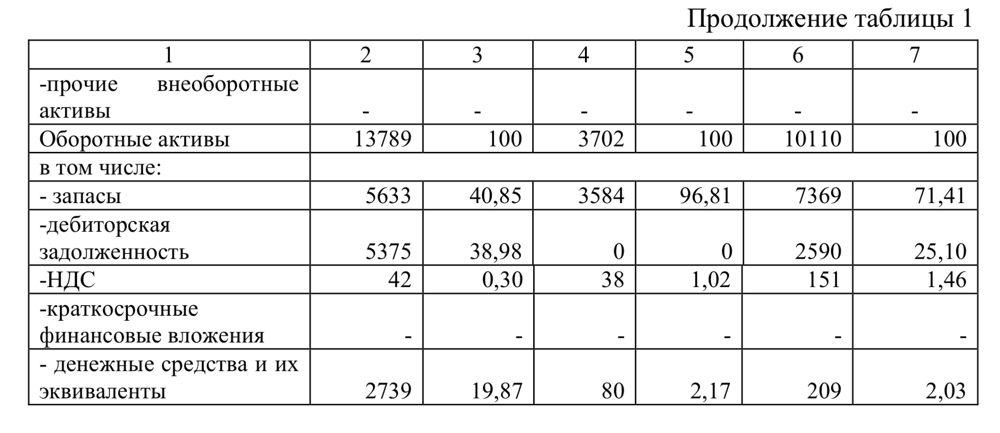 Продолжение таблицы 1
1 2 3 4 5 6 7
-прочие внеоборотные
активы - - - - - -
Оборотные активы 13789 100 3702 100 10110 100
в том числе:
- запасы 5633 40,85 3584 96,81 7369 71,41
-дебиторская
задолженность 5375 38,98 0 0 2590 25,10
-НДС 42 0,30 38 1,02 151 1,46
-краткосрочные
финансовые вложения - - - - - -
- денежные средства и их
эквиваленты 2739 19,87 80 2,17 209 2,03